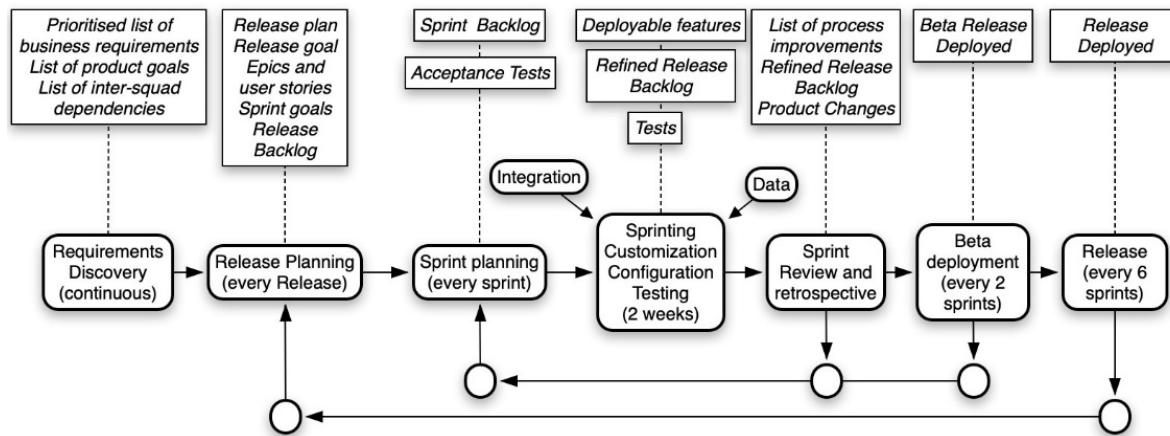 Prioritised list of
business requirements
List of product goals
List of inter-squad
dependencies
Release plan
Release goal
Epics and
user stories
Sprint goals
Release
Backlog
Sprint Backlog
Acceptance Tests
Deployable features
Refined Release
Backlog
Tests
List of process
improvements
Refined Release
Backlog
Product Changes
Beta Release
Deployed
Release
Deployed
Integration
Data
Requirements
Discovery
(continuous)
Release Planning
(every Release)
Sprint planning
(every sprint)
Sprinting
Customization
Configuration
Testing
(2 weeks)
Sprint
Review and
retrospective
Beta
deployment
(every 2
sprints)
Release
(every 6
sprints)